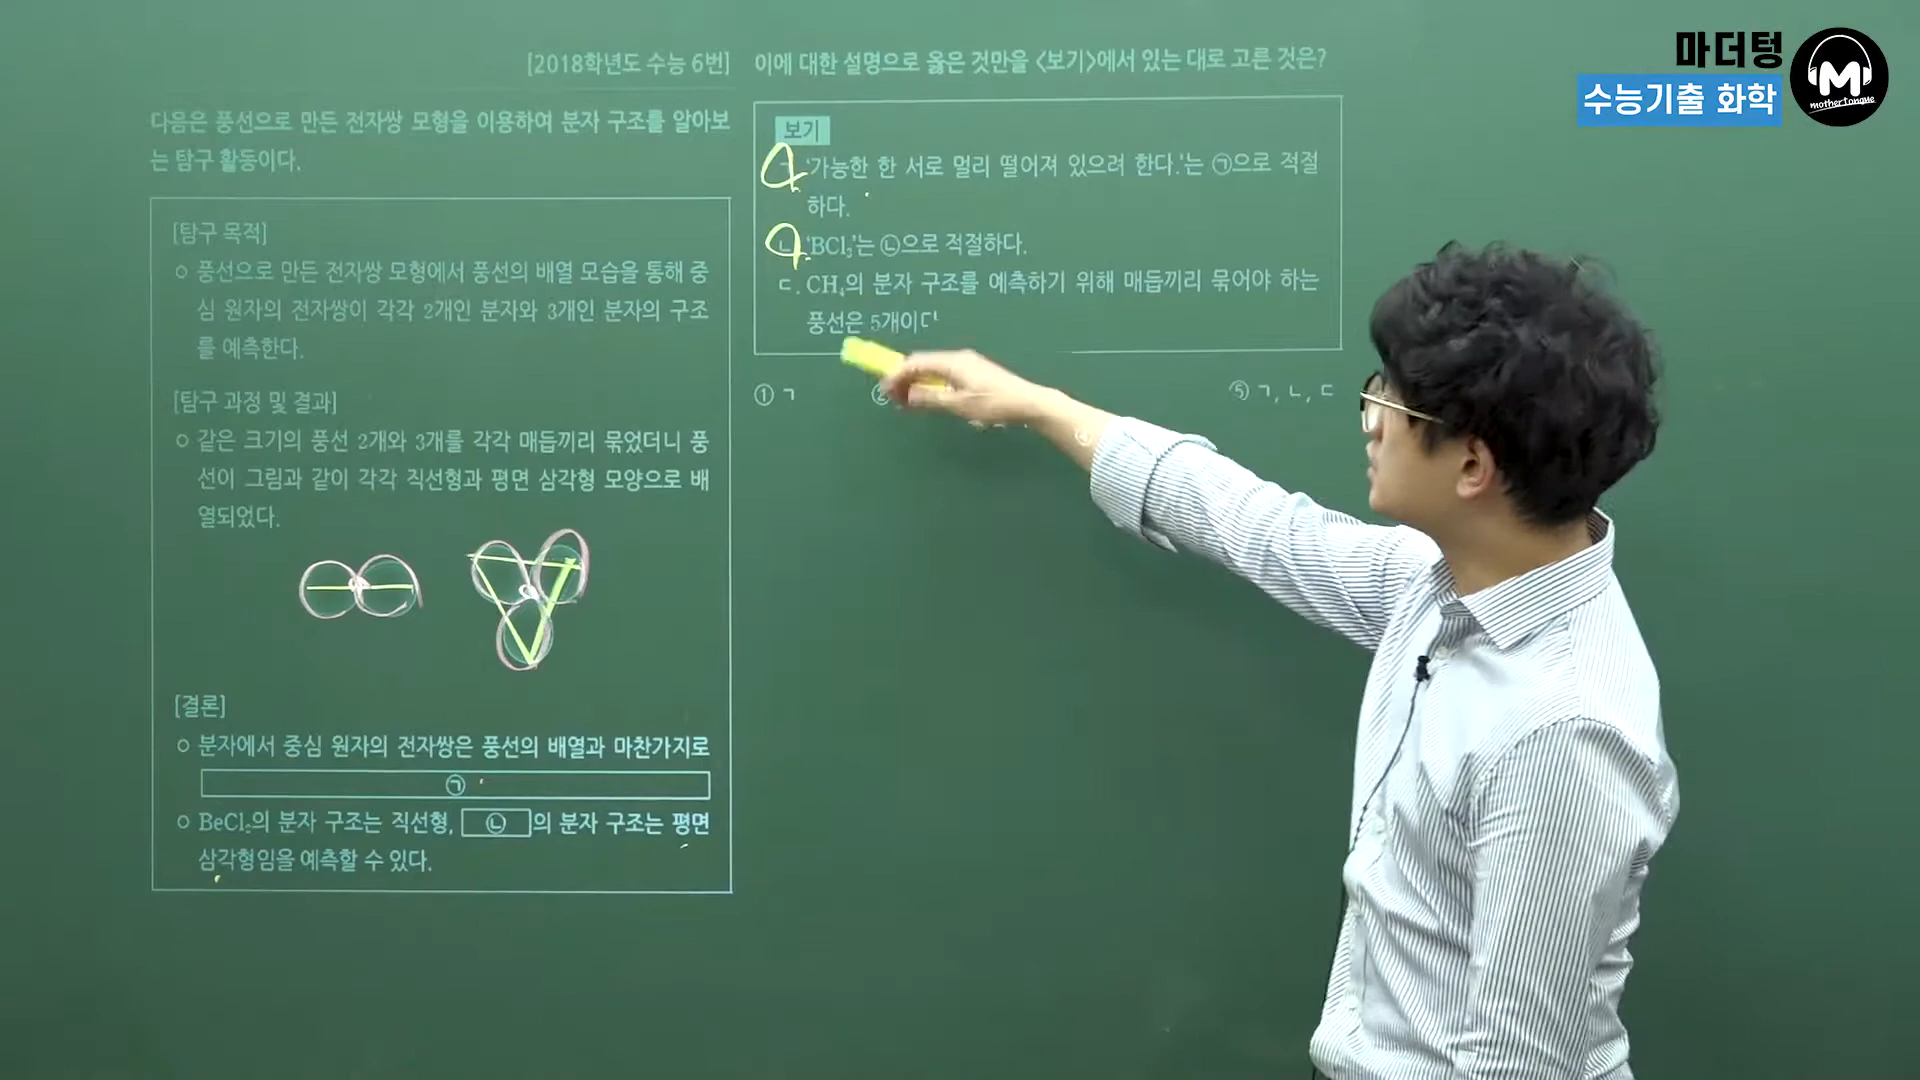 [2018학년도 수능 6번]
다음은 풍선으로 만든 전자쌍 모형을 이용하여 분자 구조를 알아보
는 탐구 활동이다.
[탐구 목적]
○ 풍선으로 만든 전자쌍 모형에서 풍선의 배열 모습을 통해 중
심 원자의 전자쌍이 각각 2개인 분자와 3개인 분자의 구조
를 예측한다.
[탐구 과정 및 결과]
○ 같은 크기의 풍선 2개와 3개를 각각 매듭끼리 묶었더니 풍
선이 그림과 같이 각각 직선형과 평면 삼각형 모양으로 배
열되었다.
[결론]
○ 분자에서 중심 원자의 전자쌍은 풍선의 배열과 마찬가지로
㉠
○ BeCl₂의 분자 구조는 직선형, ㉡의 분자 구조는 평면
삼각형임을 예측할 수 있다.
이에 대한 설명으로 옳은 것만을 <보기>에서 있는 대로 고른 것은?
보기
ㄱ. '가능한 한 서로 멀리 떨어져 있으려 한다.'는 ㉠으로 적절
하다.
ㄴ. 'BCl₃'는 ㉡으로 적절하다.
ㄷ. CH₄의 분자 구조를 예측하기 위해 매듭끼리 묶어야 하는
풍선은 5개이다
① ㄱ ② ⑤ ㄱ, ㄴ, ㄷ
마더텅
수능기출 화학
M
mothertongue